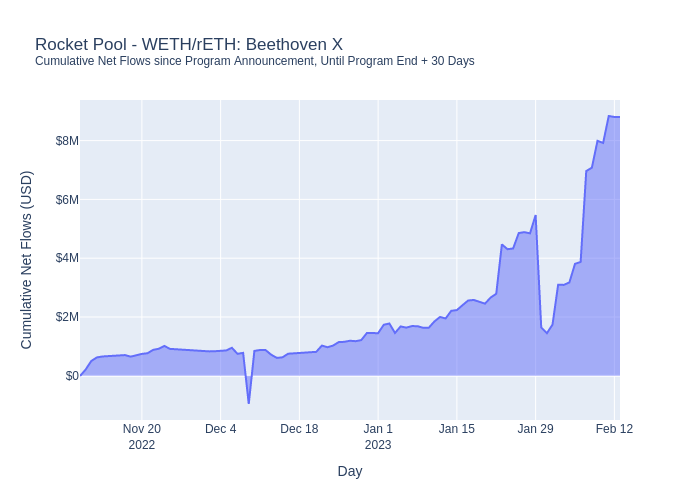 Rocket Pool - WETH/rETH: Beethoven X
Cumulative Net Flows since Program Announcement, Until Program End + 30 Days
Cumulative Net Flows (USD)
$8M
$6M
$4M
$2M
$0
Nov 20 Dec 4 Dec 18 Jan 1 Jan 15 Jan 29 Feb 12
2022 2023
Day